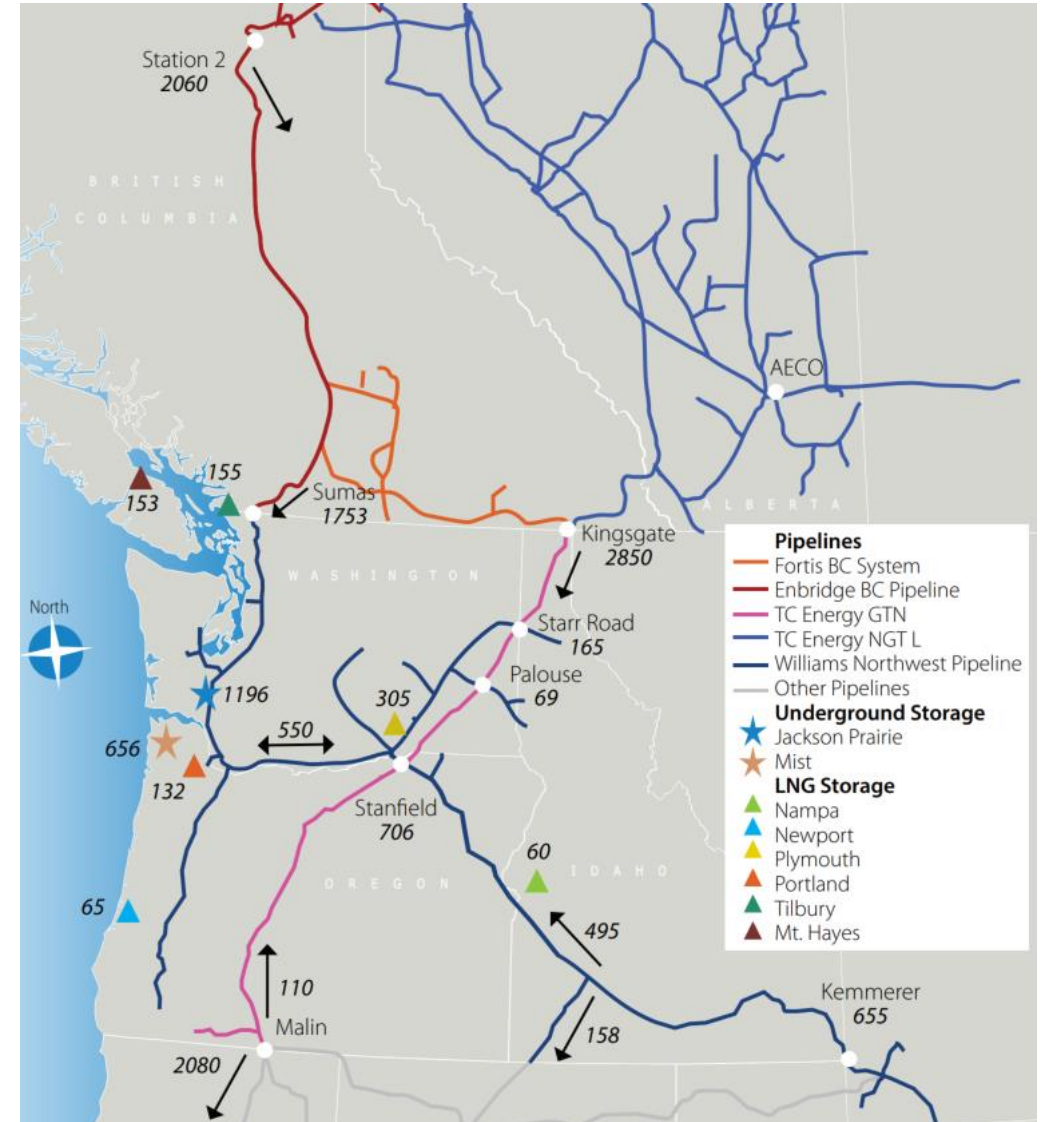 Station 2
2060
BRITISH
COLUMBIA
AECO
155
153
Sumas
1753
ALBERTA
Kingsgate
2850
WASHINGTON
North
Starr Road
165
Palouse
69
1196
305
550
656
132
Stanfield
706
60
IDAHO
OREGON
65
495
110
158
Malin
2080
Kemmerer
655
Pipelines
Fortis BC System
Enbridge BC Pipeline
TC Energy GTN
TC Energy NGT L
Williams Northwest Pipeline
Other Pipelines
Underground Storage
Jackson Prairie
Mist
LNG Storage
Nampa
Newport
Plymouth
Portland
Tilbury
Mt. Hayes